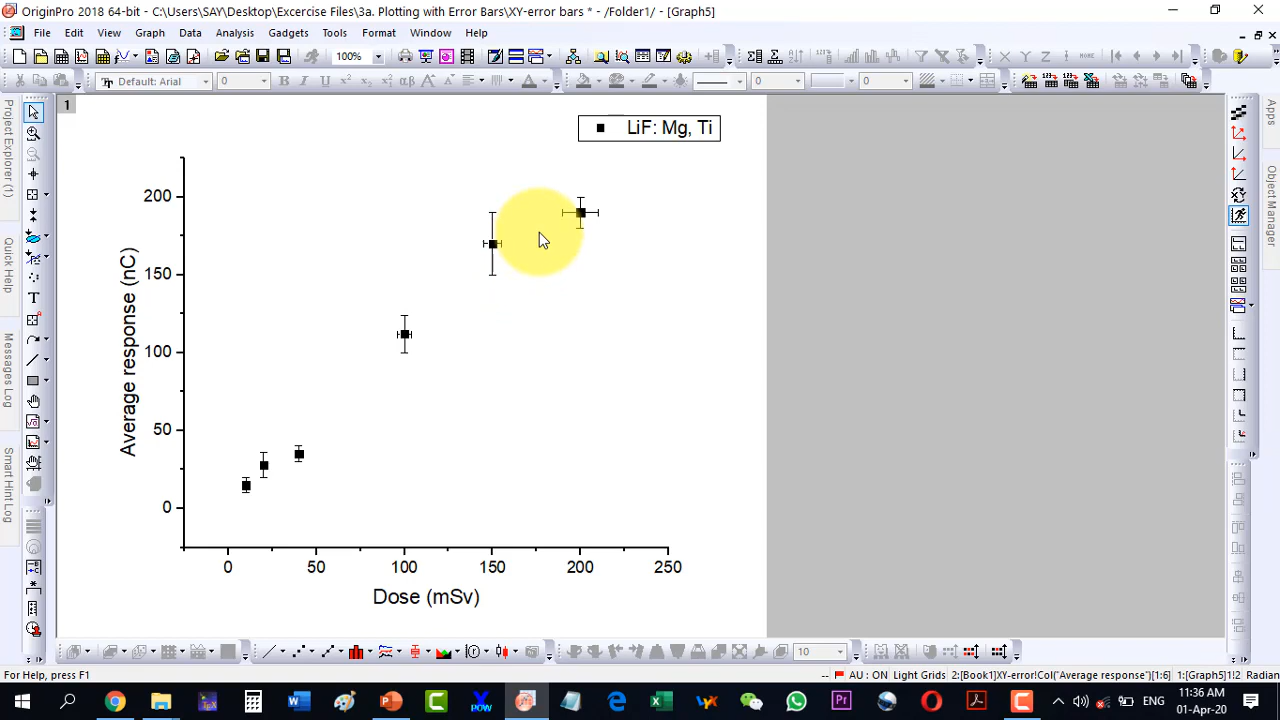 OriginPro 2018 64-bit - C:\Users\SAY\Desktop\Excercise Files\3a. Plotting with Error Bars\XY-error bars * - /Folder1/ - [Graph5]
File Edit View Graph Data Analysis Gadgets Tools Format Window Help
100%
Default: Arial 0 B I U αβ A A A 0 0
1
LiF: Mg, Ti
200
150
100
50
0
Average response (nC)
0 50 100 150 200 250
Dose (mSv)
Project Explorer (1)
Quick Help
Messages Log
Smart Hint Log
Apps
Object Manager
10
For Help, press F1
-- AU : ON Light Grids 2:[Book1]XY-error!Col("Average response")[1:6] 1:[Graph5]1!2 Radian
ENG
11:36 AM
01-Apr-20